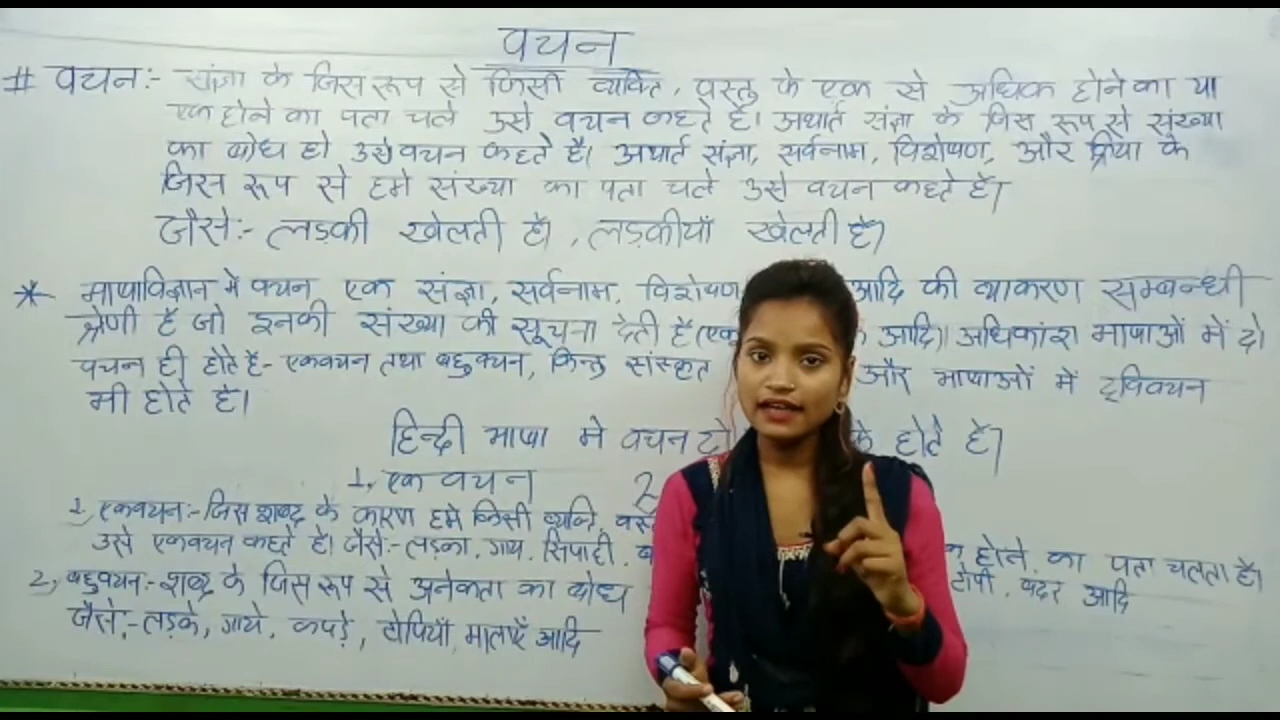 वचन
# वचन:- संज्ञा के जिस रूप से किसी व्यक्ति, वस्तु के एक से अधिक होने का या
एक होने का पता चले उसे वचन कहते है। अथार्त संज्ञा के जिस रूप से संख्या
का बोध हो उसे वचन कहते है। अथार्त संज्ञा, सर्वनाम, विशेषण, और क्रिया के
जिस रूप से हमे संख्या का पता चले उसे वचन कहते है।
जैसे:- लड़की खेलती है। , लड़कीयाँ खेलती है।
* भाषाविज्ञान मे वचन एक संज्ञा, सर्वनाम, विशेषण आदि की व्याकरण सम्बन्धी
श्रेणी है जो इनकी संख्या की सूचना देती है (एक आदि)। अधिकांश भाषाओं में दो
वचन ही होते है- एकवचन तथा बहुवचन, किन्तु संस्कृत और भाषाओं में द्विवचन
भी होते है।
हिन्दी भाषा मे वचन दो के होते है।
1, एक वचन 2
1, एकवचन:- जिस शब्द के कारण हमे किसी व्यक्ति, होने का पता चलता है।
उसे एकवचन कहते है। जैसे:- लड़का, गाय, सिपाही, टोपी, बंदर आदि
2, बहुवचन:- शब्द के जिस रूप से अनेकता का बोध
जैसे:- लड़के, गाये, कपड़े, टोपियाँ, मालाएँ आदि